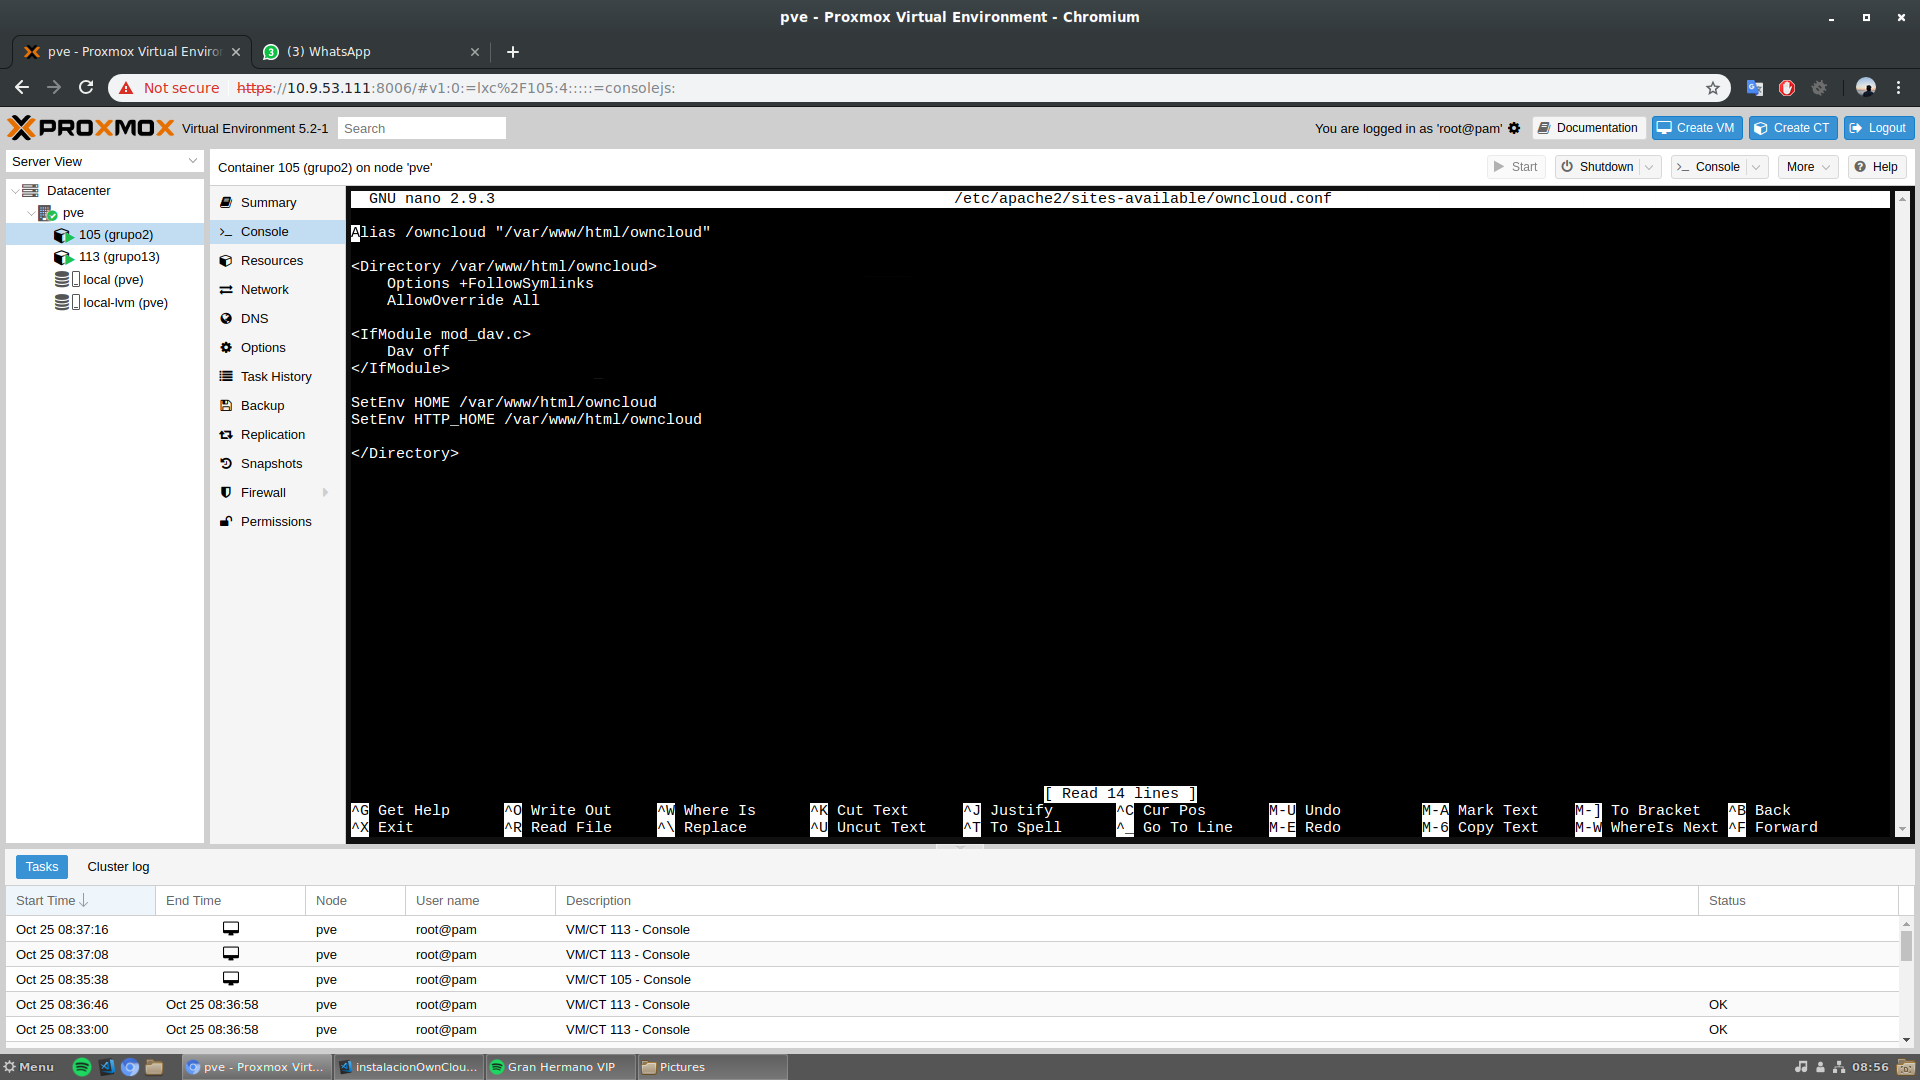 pve - Proxmox Virtual Environment - Chromium
pve - Proxmox Virtual Enviro
(3) WhatsApp
Not secure https://10.9.53.111:8006/#v1:0:=lxc%2F105:4:::::=consolejs:
PROXMOX Virtual Environment 5.2-1 Search
You are logged in as 'root@pam' Documentation Create VM Create CT Logout
Server View
Container 105 (grupo2) on node 'pve'
Start Shutdown Console More Help
Datacenter
pve
105 (grupo2)
113 (grupo13)
local (pve)
local-lvm (pve)
Summary
Console
Resources
Network
DNS
Options
Task History
Backup
Replication
Snapshots
Firewall
Permissions
GNU nano 2.9.3 /etc/apache2/sites-available/owncloud.conf
Alias /owncloud "/var/www/html/owncloud"
<Directory /var/www/html/owncloud>
Options +FollowSymlinks
AllowOverride All
<IfModule mod_dav.c>
Dav off
</IfModule>
SetEnv HOME /var/www/html/owncloud
SetEnv HTTP_HOME /var/www/html/owncloud
</Directory>
[ Read 14 lines ]
^G Get Help ^O Write Out ^W Where Is ^K Cut Text ^J Justify ^C Cur Pos M-U Undo M-A Mark Text M-] To Bracket ^B Back
^X Exit ^R Read File ^\ Replace ^U Uncut Text ^T To Spell ^_ Go To Line M-E Redo M-6 Copy Text M-W WhereIs Next ^F Forward
Tasks Cluster log
Start Time End Time Node User name Description Status
Oct 25 08:37:16 pve root@pam VM/CT 113 - Console
Oct 25 08:37:08 pve root@pam VM/CT 113 - Console
Oct 25 08:35:38 pve root@pam VM/CT 105 - Console
Oct 25 08:36:46 Oct 25 08:36:58 pve root@pam VM/CT 113 - Console OK
Oct 25 08:33:00 Oct 25 08:36:58 pve root@pam VM/CT 113 - Console OK
Menu pve - Proxmox Virt... instalacionOwnClou... Gran Hermano VIP Pictures 08:56